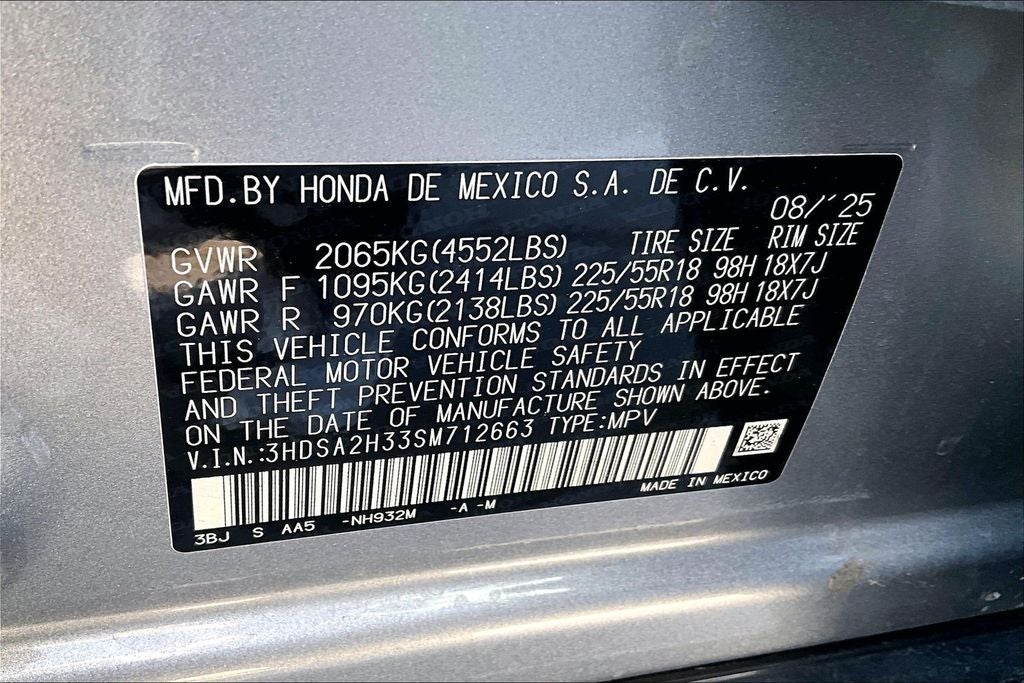 MFD.BY HONDA DE MEXICO S.A. DE C.V.
08/'25
GVWR 2065KG(4552LBS) TIRE SIZE RIM SIZE
GAWR F 1095KG(2414LBS) 225/55R18 98H 18X7J
GAWR R 970KG(2138LBS) 225/55R18 98H 18X7J
THIS VEHICLE CONFORMS TO ALL APPLICABLE
FEDERAL MOTOR VEHICLE SAFETY
AND THEFT PREVENTION STANDARDS IN EFFECT
ON THE DATE OF MANUFACTURE SHOWN ABOVE.
V.I.N.:3HDSA2H33SM712663 TYPE:MPV
MADE IN MEXICO
3BJ S AA5 -NH932M -A -M